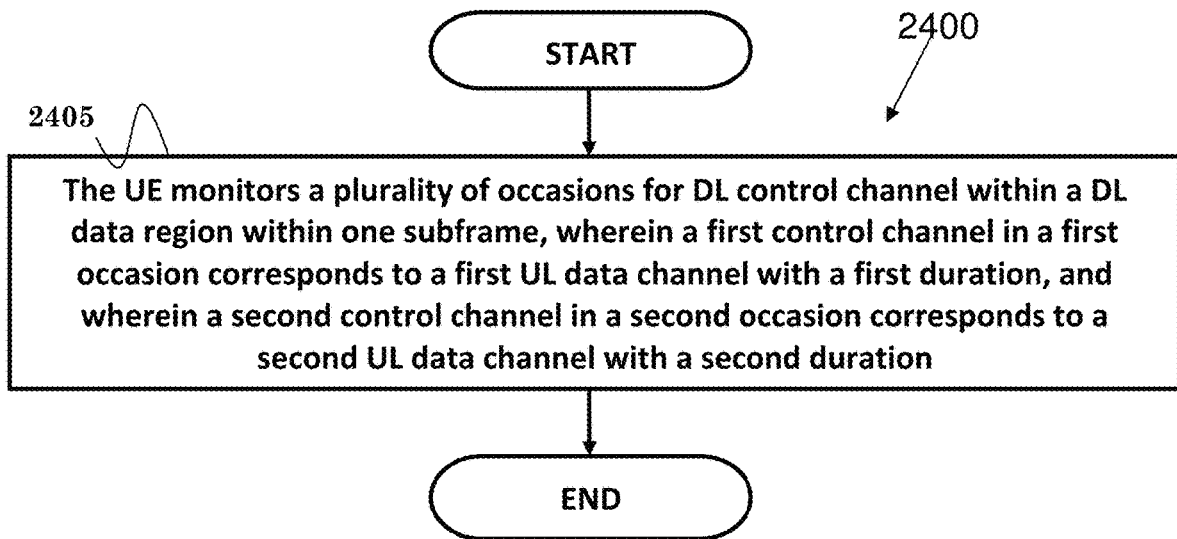 START
2400
2405
The UE monitors a plurality of occasions for DL control channel within a DL
data region within one subframe, wherein a first control channel in a first
occasion corresponds to a first UL data channel with a first duration, and
wherein a second control channel in a second occasion corresponds to a
second UL data channel with a second duration
END